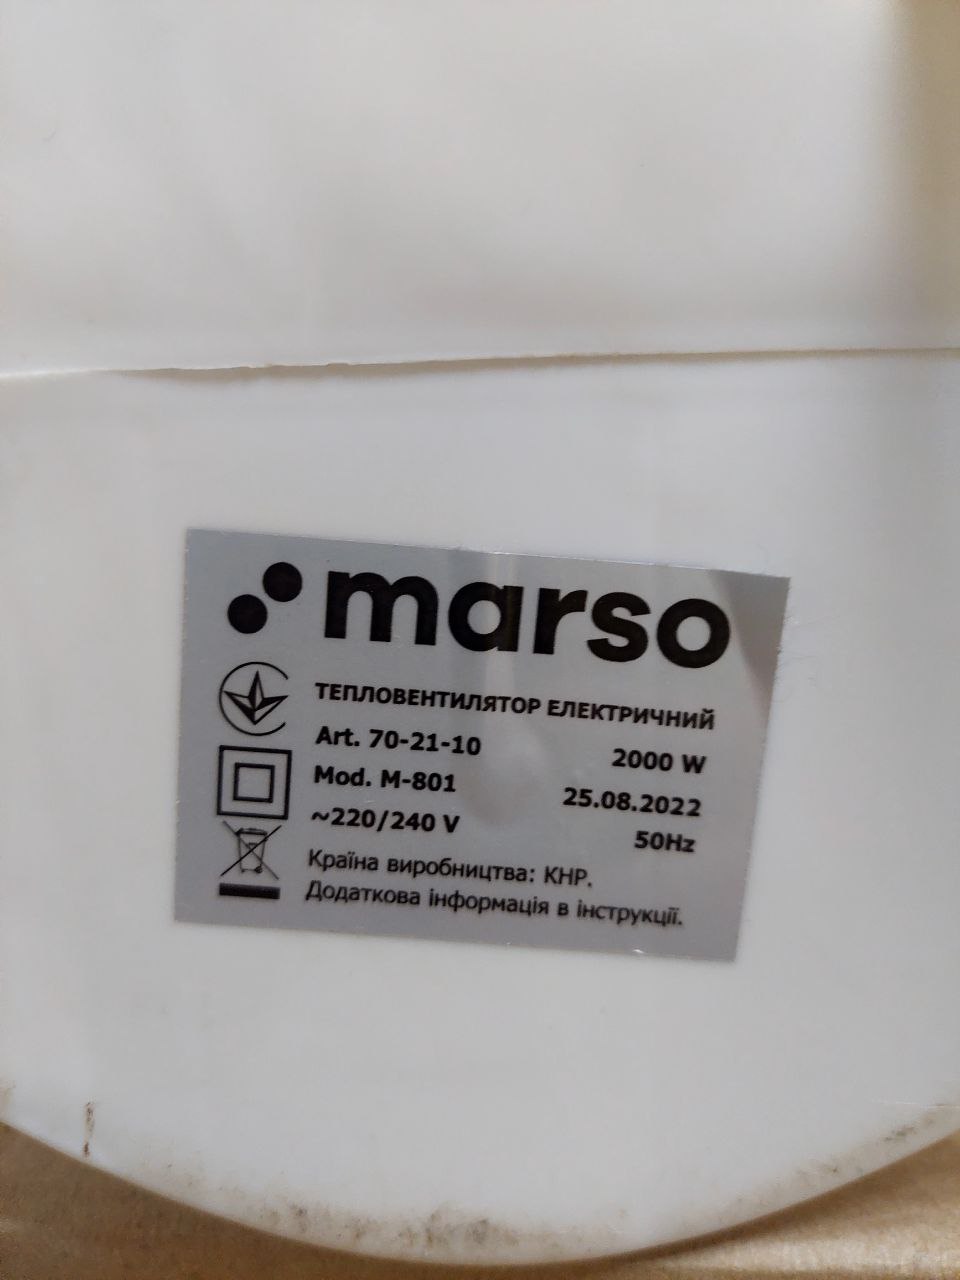 marso
ТЕПЛОВЕНТИЛЯТОР ЕЛЕКТРИЧНИЙ
Art. 70-21-10 2000 W
Mod. M-801 25.08.2022
~220/240 V 50Hz
Країна виробництва: КНР.
Додаткова інформація в інструкції.